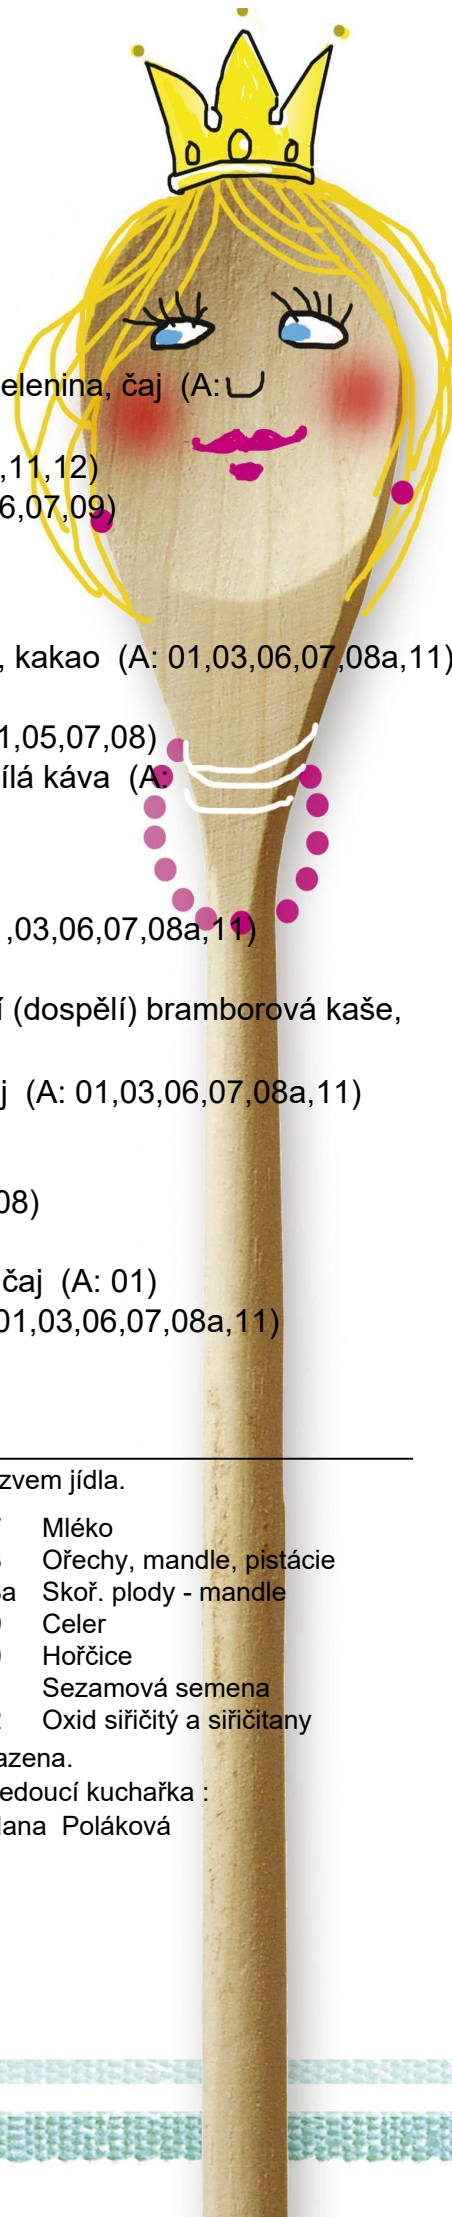 elenina, čaj (A:
,11,12)
6,07,09)
, kakao (A: 01,03,06,07,08a,11)
1,05,07,08)
ílá káva (A:
,03,06,07,08a,11)
í (dospělí) bramborová kaše,
j (A: 01,03,06,07,08a,11)
08)
čaj (A: 01)
01,03,06,07,08a,11)
zvem jídla.
Mléko
Ořechy, mandle, pistácie
a Skoř. plody - mandle
Celer
Hořčice
Sezamová semena
Oxid siřičitý a siřičitany
azena.
edoucí kuchařka :
lana Poláková